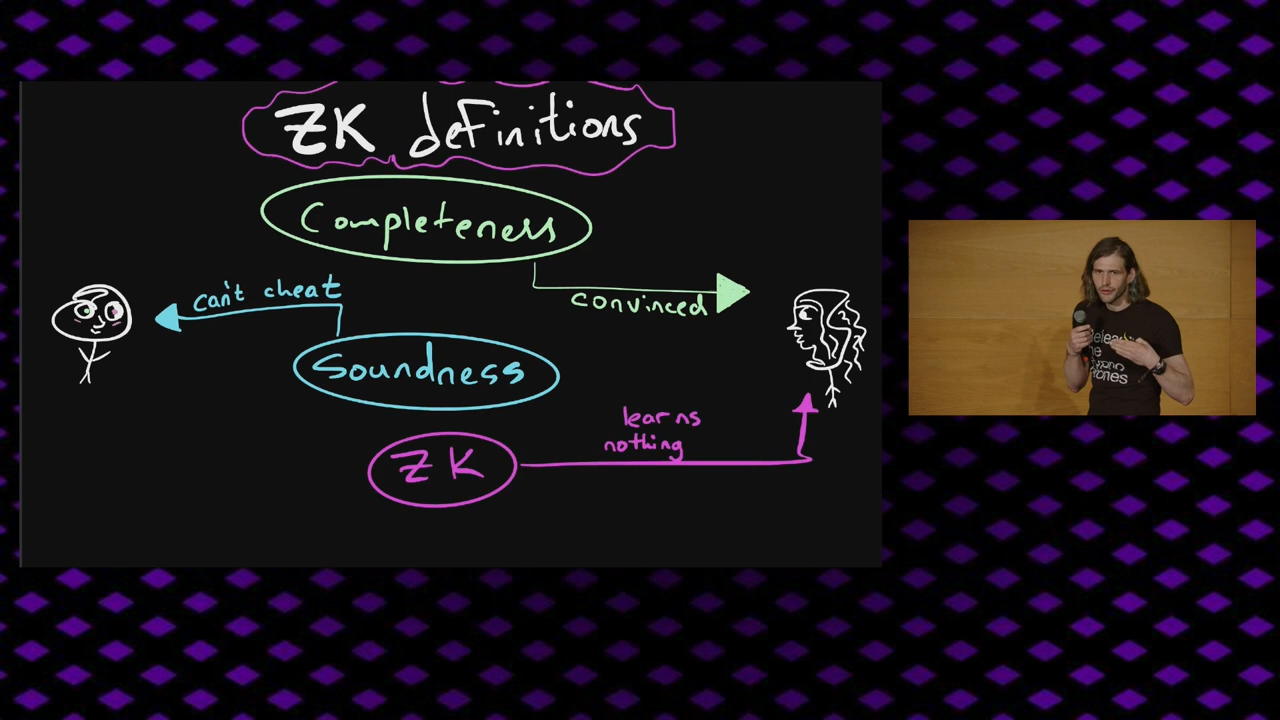 ZK definitions
Completeness
can't cheat
convinced
Soundness
learns
nothing
ZK